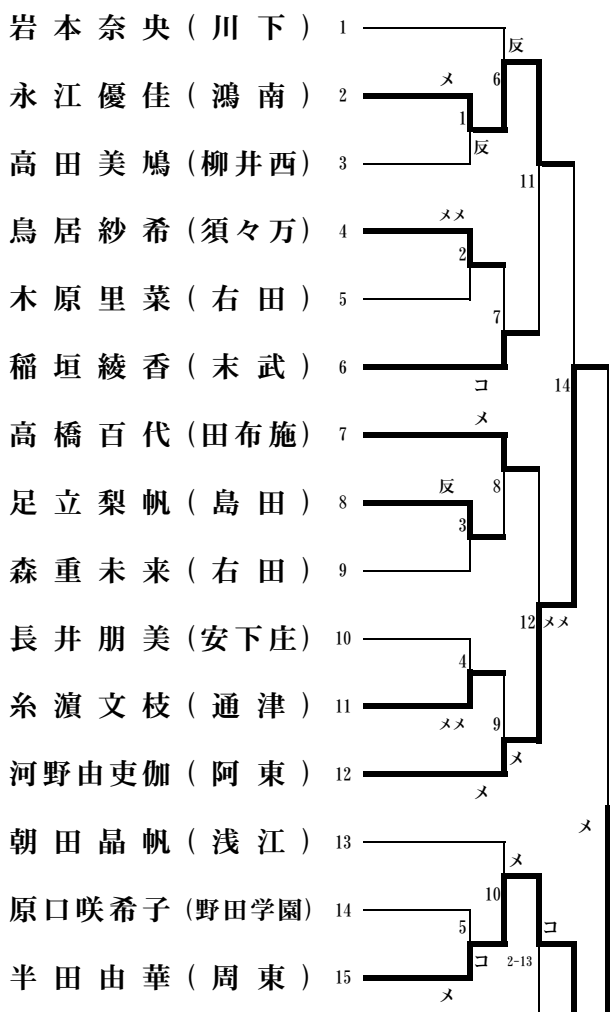 岩本奈央(川下) 1
反
永江優佳(鴻南) 2 メ 6
1
反
高田美鳩(柳井西) 3
11
鳥居紗希(須々万) 4 メメ
2
木原里菜(右田) 5
7
稲垣綾香(末武) 6
コ 14
高橋百代(田布施) 7 メ
足立梨帆(島田) 8 反 8
3
森重未来(右田) 9
12 メメ
長井朋美(安下庄) 10
4
糸濵文枝(通津) 11
メメ 9
河野由吏伽(阿東) 12 メ
メ
メ
朝田晶帆(浅江) 13
メ
10
原口咲希子(野田学園) 14
5 コ
コ 2-13
半田由華(周東) 15
メ